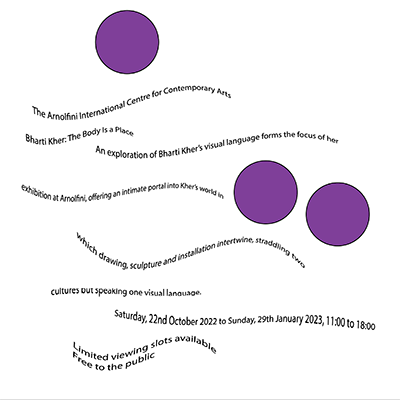 The Arnolfini International Centre for Contemporary Arts
Bharti Kher: The Body Is a Place
An exploration of Bharti Kher's visual language forms the focus of her
exhibition at Arnolfini, offering an intimate portal into Kher's world in
which drawing, sculpture and installation intertwine, straddling two
cultures but speaking one visual language.
Saturday, 22nd October 2022 to Sunday, 29th January 2023, 11:00 to 18:00
Limited viewing slots available
Free to the public